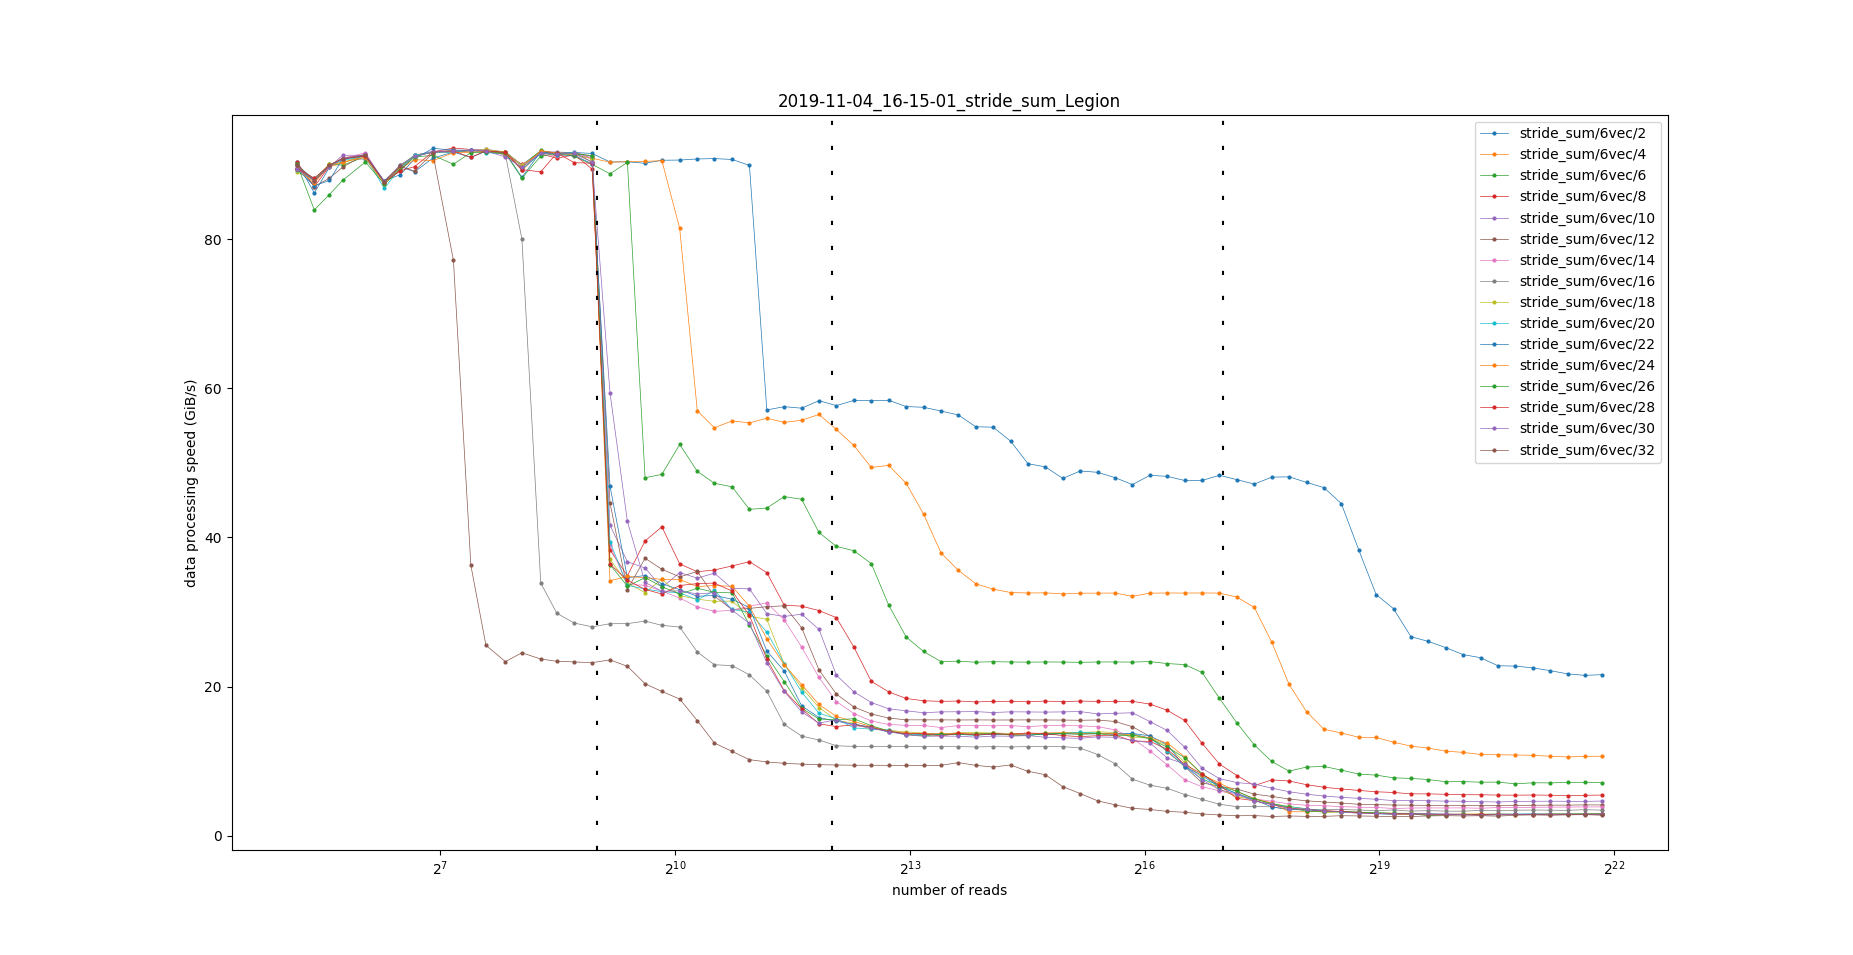 2019-11-04_16-15-01_stride_sum_Legion
data processing speed (GiB/s)
80
60
40
20
0
2^7
2^10
2^13
2^16
2^19
2^22
number of reads
stride_sum/6vec/2
stride_sum/6vec/4
stride_sum/6vec/6
stride_sum/6vec/8
stride_sum/6vec/10
stride_sum/6vec/12
stride_sum/6vec/14
stride_sum/6vec/16
stride_sum/6vec/18
stride_sum/6vec/20
stride_sum/6vec/22
stride_sum/6vec/24
stride_sum/6vec/26
stride_sum/6vec/28
stride_sum/6vec/30
stride_sum/6vec/32